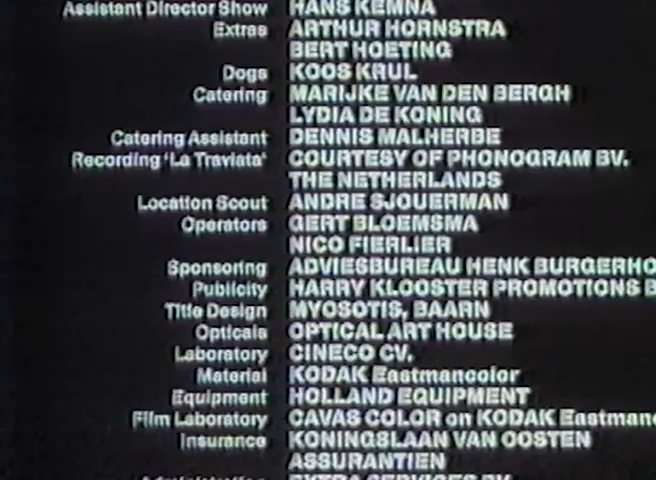 Assistant Director Show HANS KEMNA
Extras ARTHUR HORNSTRA
BERT HOETING
Dogs KOOS KRUL
Catering MARIJKE VAN DEN BERGH
LYDIA DE KONING
Catering Assistant DENNIS MALHERBE
Recording 'La Traviata' COURTESY OF PHONOGRAM BV.
THE NETHERLANDS
Location Scout ANDRE SJOUERMAN
Operators GERT BLOEMSMA
NICO FIERLIER
Sponsoring ADVIESBUREAU HENK BURGERHO
Publicity HARRY KLOOSTER PROMOTIONS B
Title Design MYOSOTIS, BAARN
Opticals OPTICAL ART HOUSE
Laboratory CINECO CV.
Material KODAK Eastmancolor
Equipment HOLLAND EQUIPMENT
Film Laboratory CAVAS COLOR on KODAK Eastman
Insurance KONINGSLAAN VAN OOSTEN
ASSURANTIEN
EXTRA SERVICES BV.